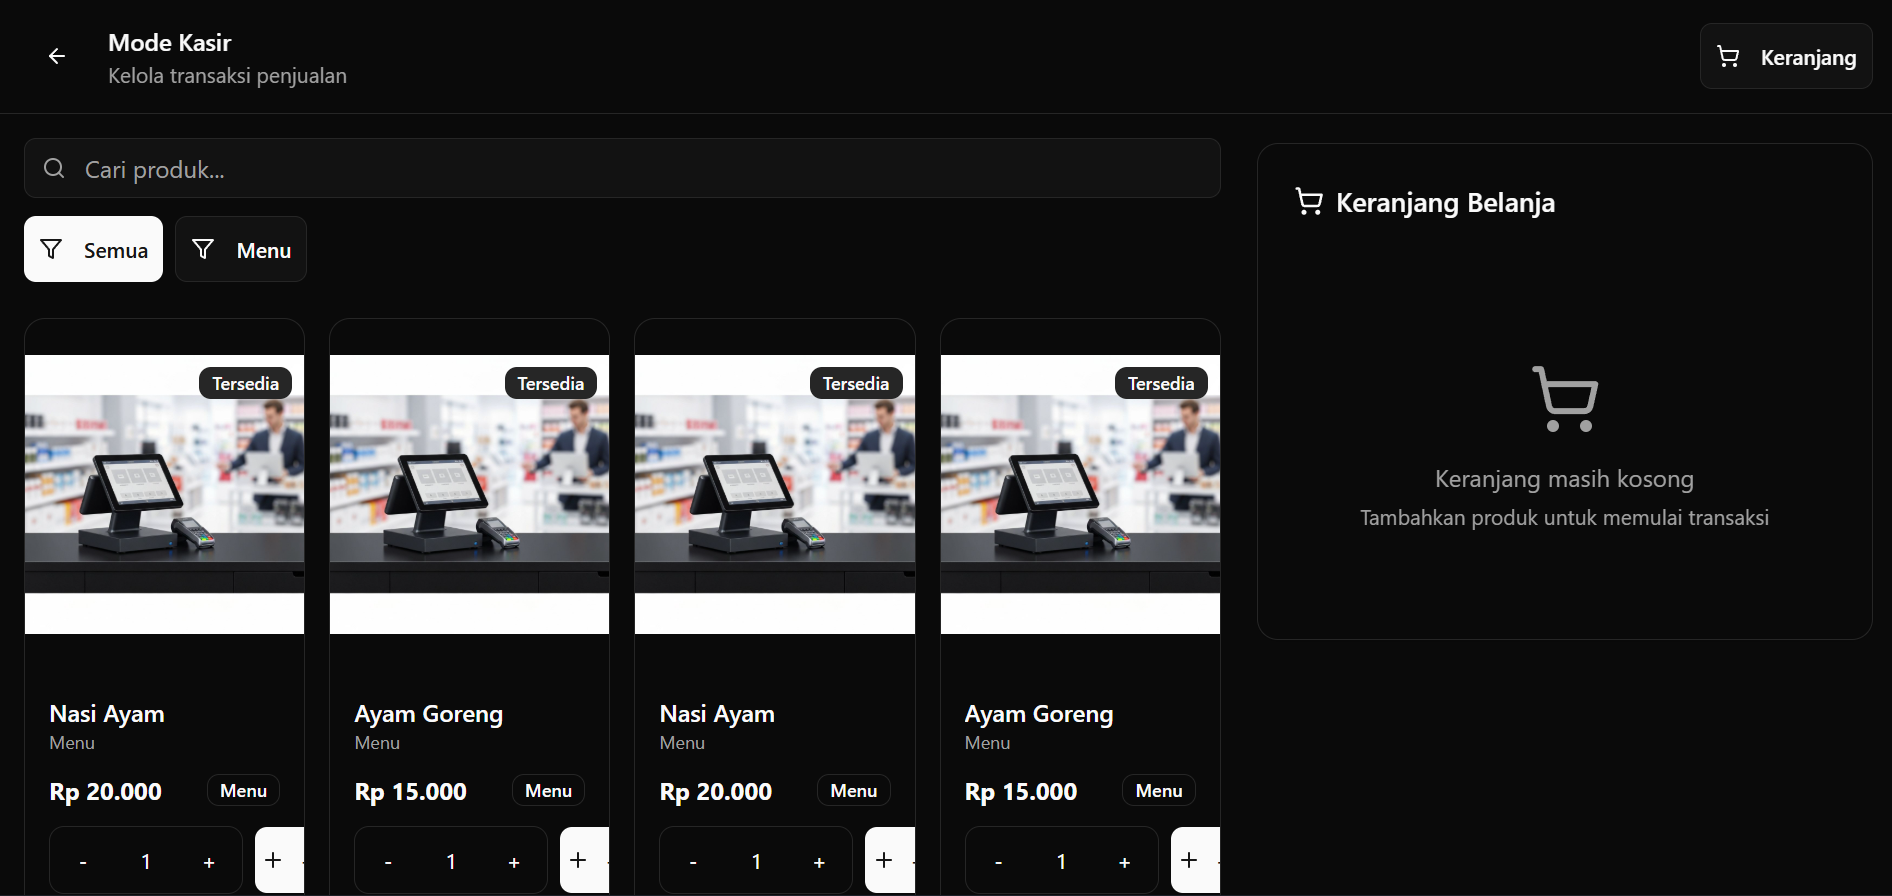 Mode Kasir
Kelola transaksi penjualan
Keranjang
Cari produk...
Semua
Menu
Keranjang Belanja
Keranjang masih kosong
Tambahkan produk untuk memulai transaksi
Tersedia
Nasi Ayam
Menu
Rp 20.000 Menu
- 1 + +
Tersedia
Ayam Goreng
Menu
Rp 15.000 Menu
- 1 + +
Tersedia
Nasi Ayam
Menu
Rp 20.000 Menu
- 1 + +
Tersedia
Ayam Goreng
Menu
Rp 15.000 Menu
- 1 + +